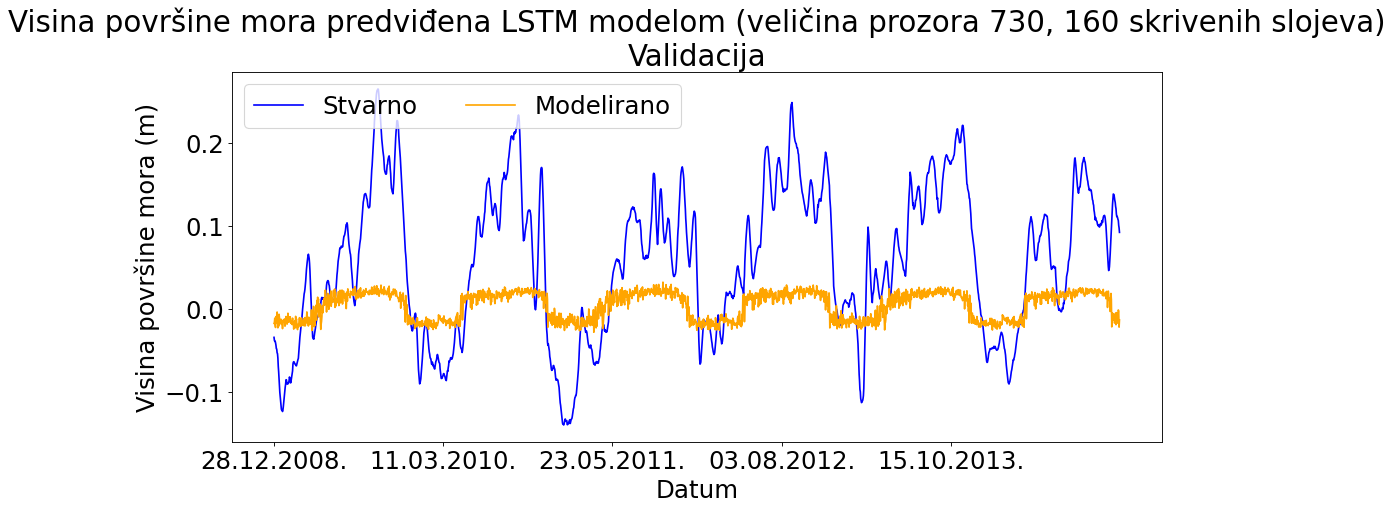 Visina površine mora predviđena LSTM modelom (veličina prozora 730, 160 skrivenih slojeva)
Validacija
Stvarno
Modelirano
Visina površine mora (m)
0.2
0.1
0.0
−0.1
28.12.2008.
11.03.2010.
23.05.2011.
03.08.2012.
15.10.2013.
Datum